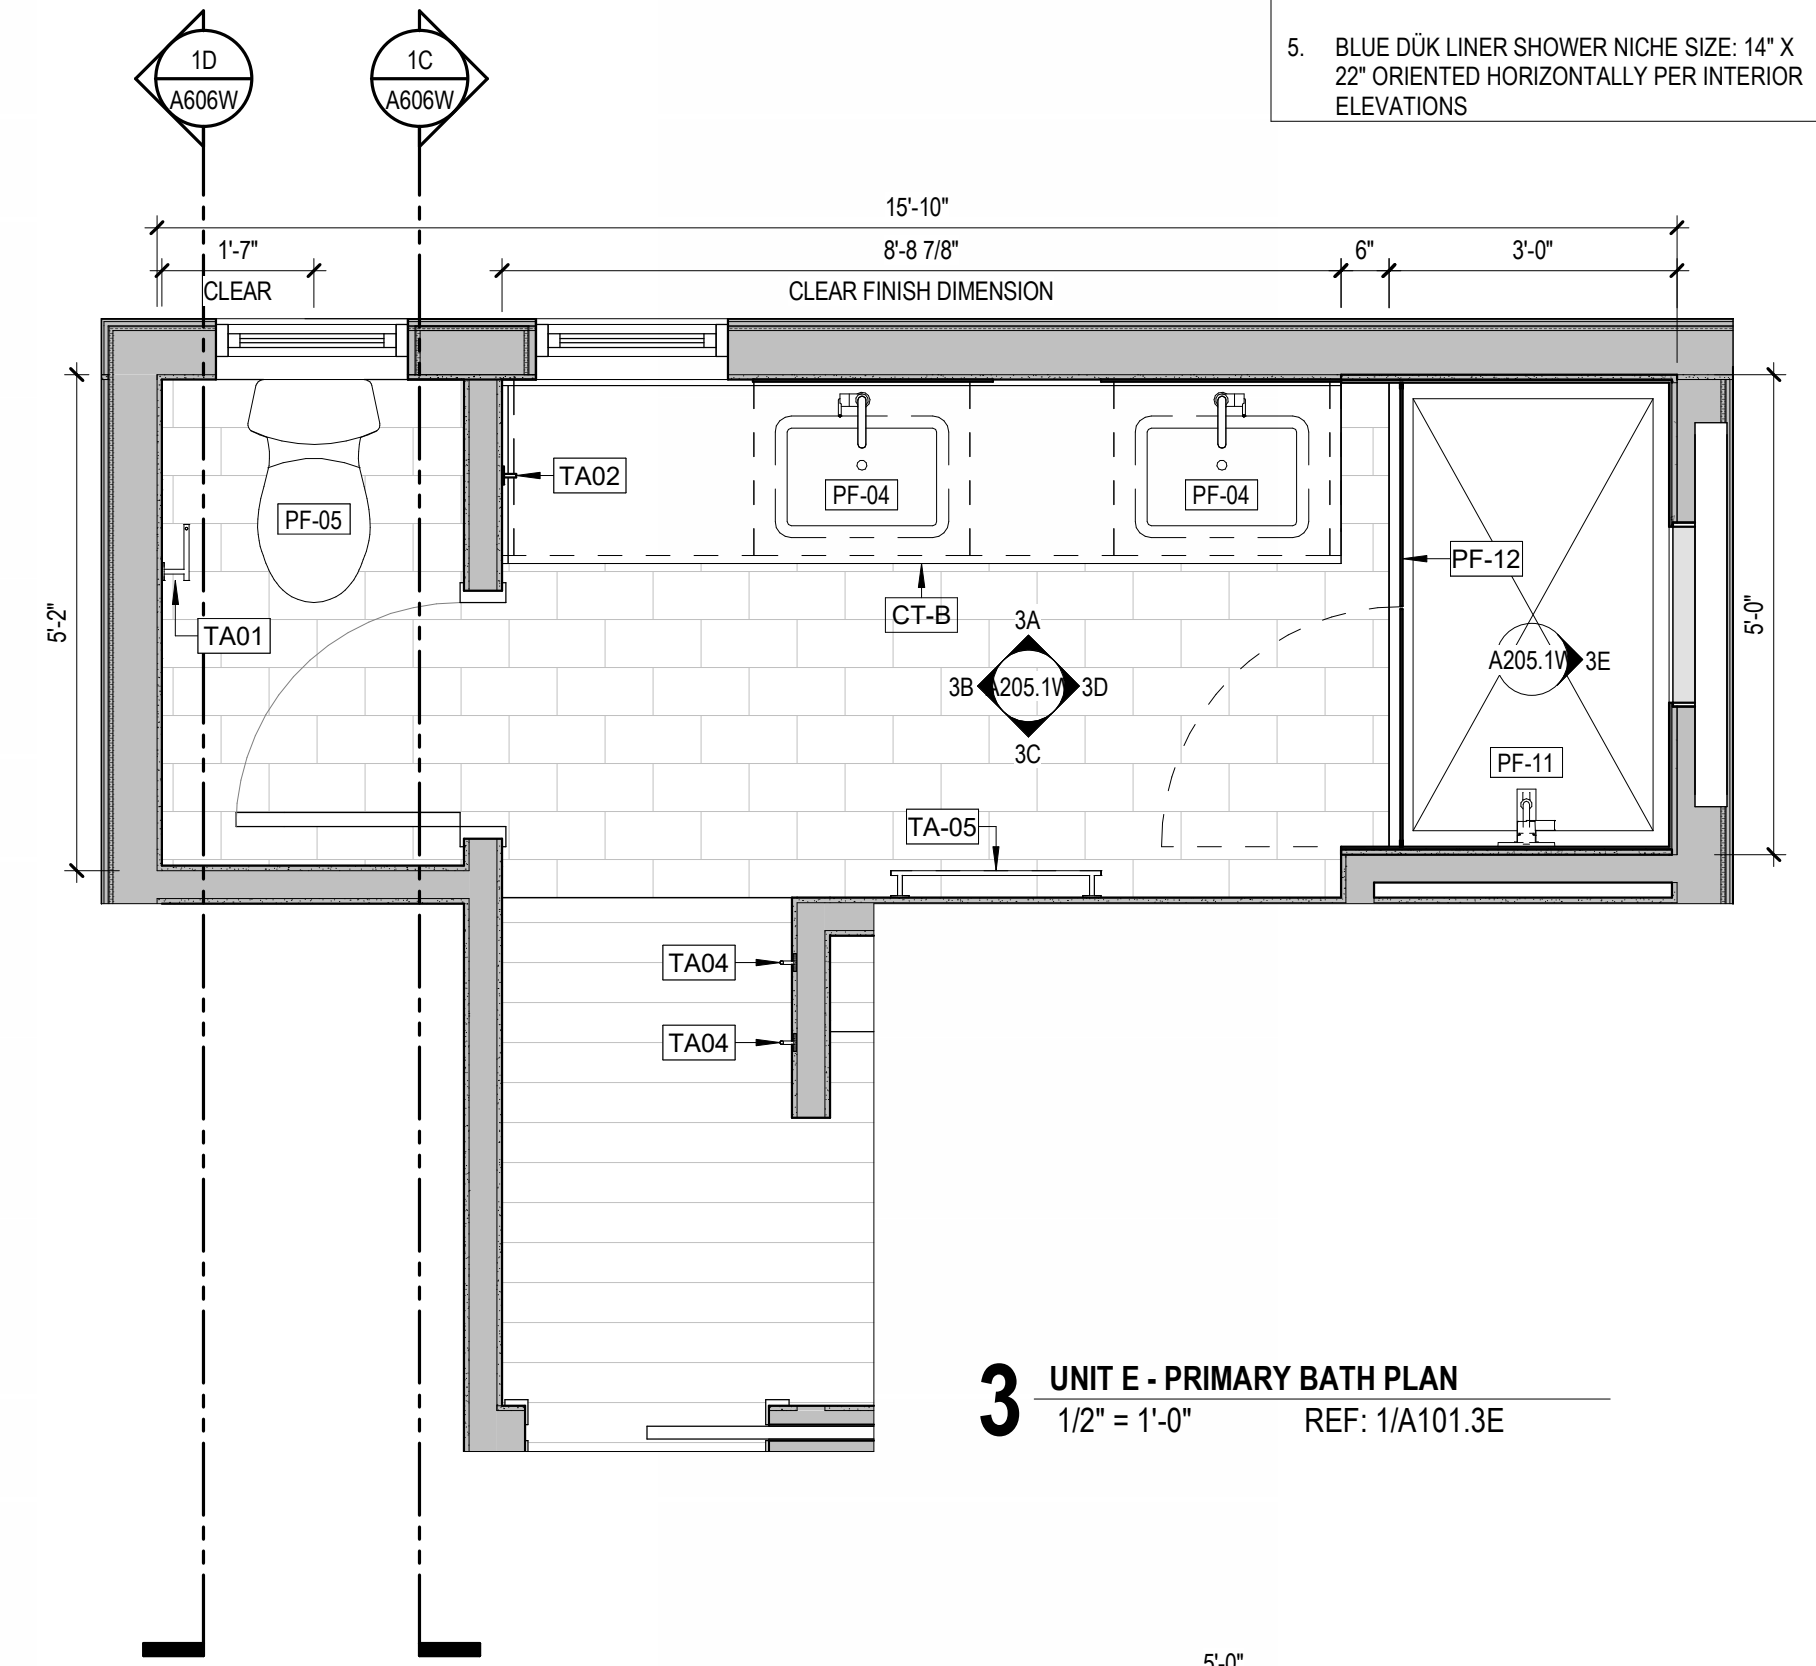 5. BLUE DÜK LINER SHOWER NICHE SIZE: 14" X
22" ORIENTED HORIZONTALLY PER INTERIOR
ELEVATIONS
1D
A606W
1C
A606W
15'-10"
1'-7"
CLEAR
8'-8 7/8"
CLEAR FINISH DIMENSION
6"
3'-0"
TA02
PF-04
PF-04
PF-05
PF-12
CT-B
TA01
5'-2"
5'-0"
3A
3B
A205.1W
3D
3C
A205.1W
3E
PF-11
TA-05
TA04
TA04
3
UNIT E - PRIMARY BATH PLAN
1/2" = 1'-0"
REF: 1/A101.3E
5'-0"